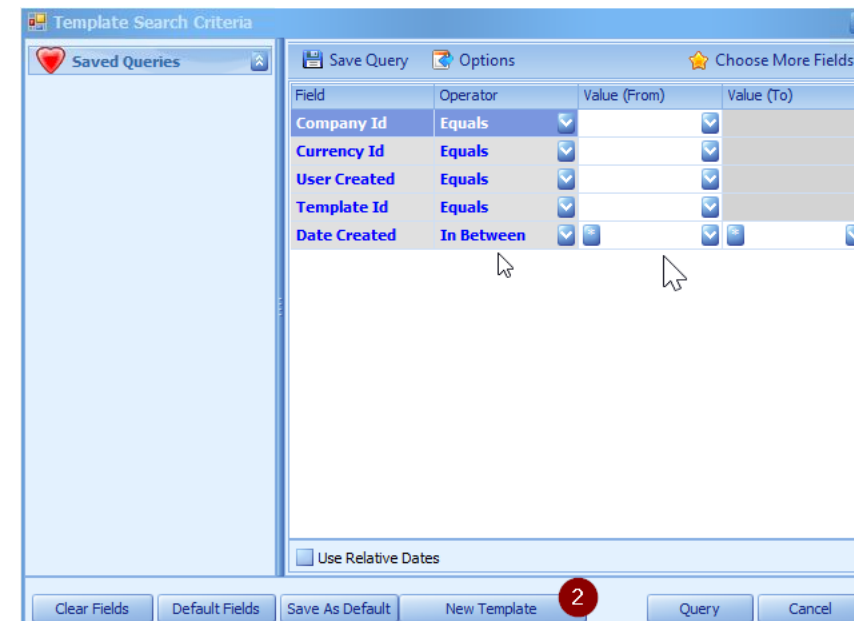 Template Search Criteria
Saved Queries
Save Query Options Choose More Fields
Field Operator Value (From) Value (To)
Company Id Equals
Currency Id Equals
User Created Equals
Template Id Equals
Date Created In Between
Use Relative Dates
Clear Fields Default Fields Save As Default New Template 2 Query Cancel